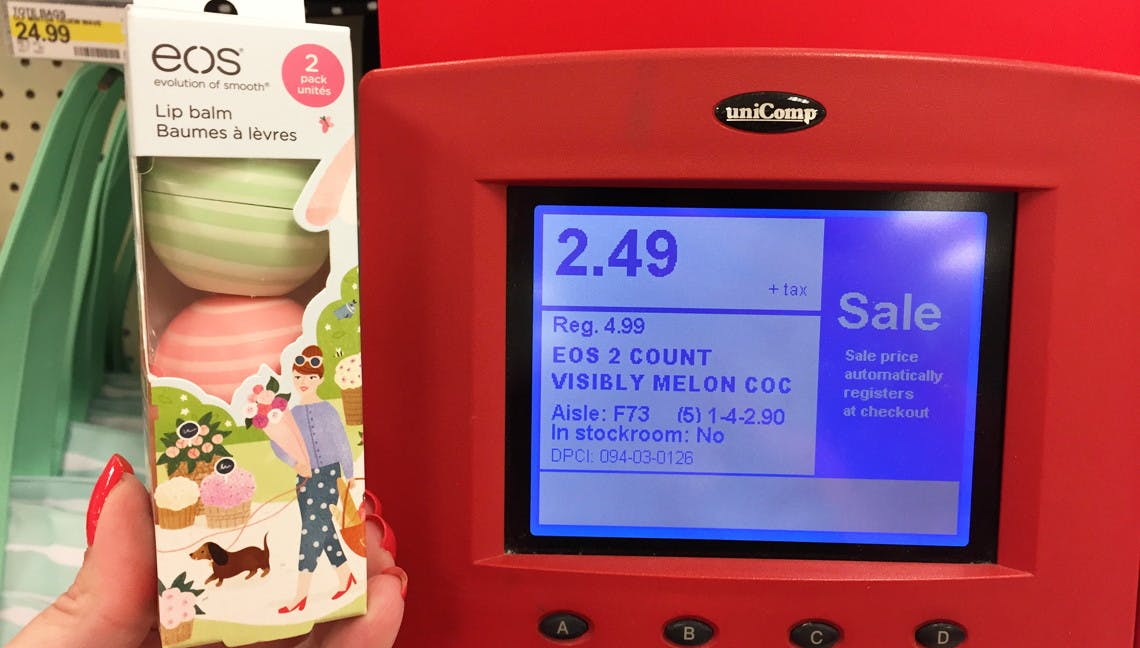 TOTE BAGS
24.99
eos
evolution of smooth®
2
pack
unités
Lip balm
Baumes à lèvres
uniComp
2.49
+ tax
Reg. 4.99
EOS 2 COUNT
VISIBLY MELON COC
Aisle: F73 (5) 1-4-2.90
In stockroom: No
DPCI: 094-03-0126
Sale
Sale price
automatically
registers
at checkout
A
B
C
D